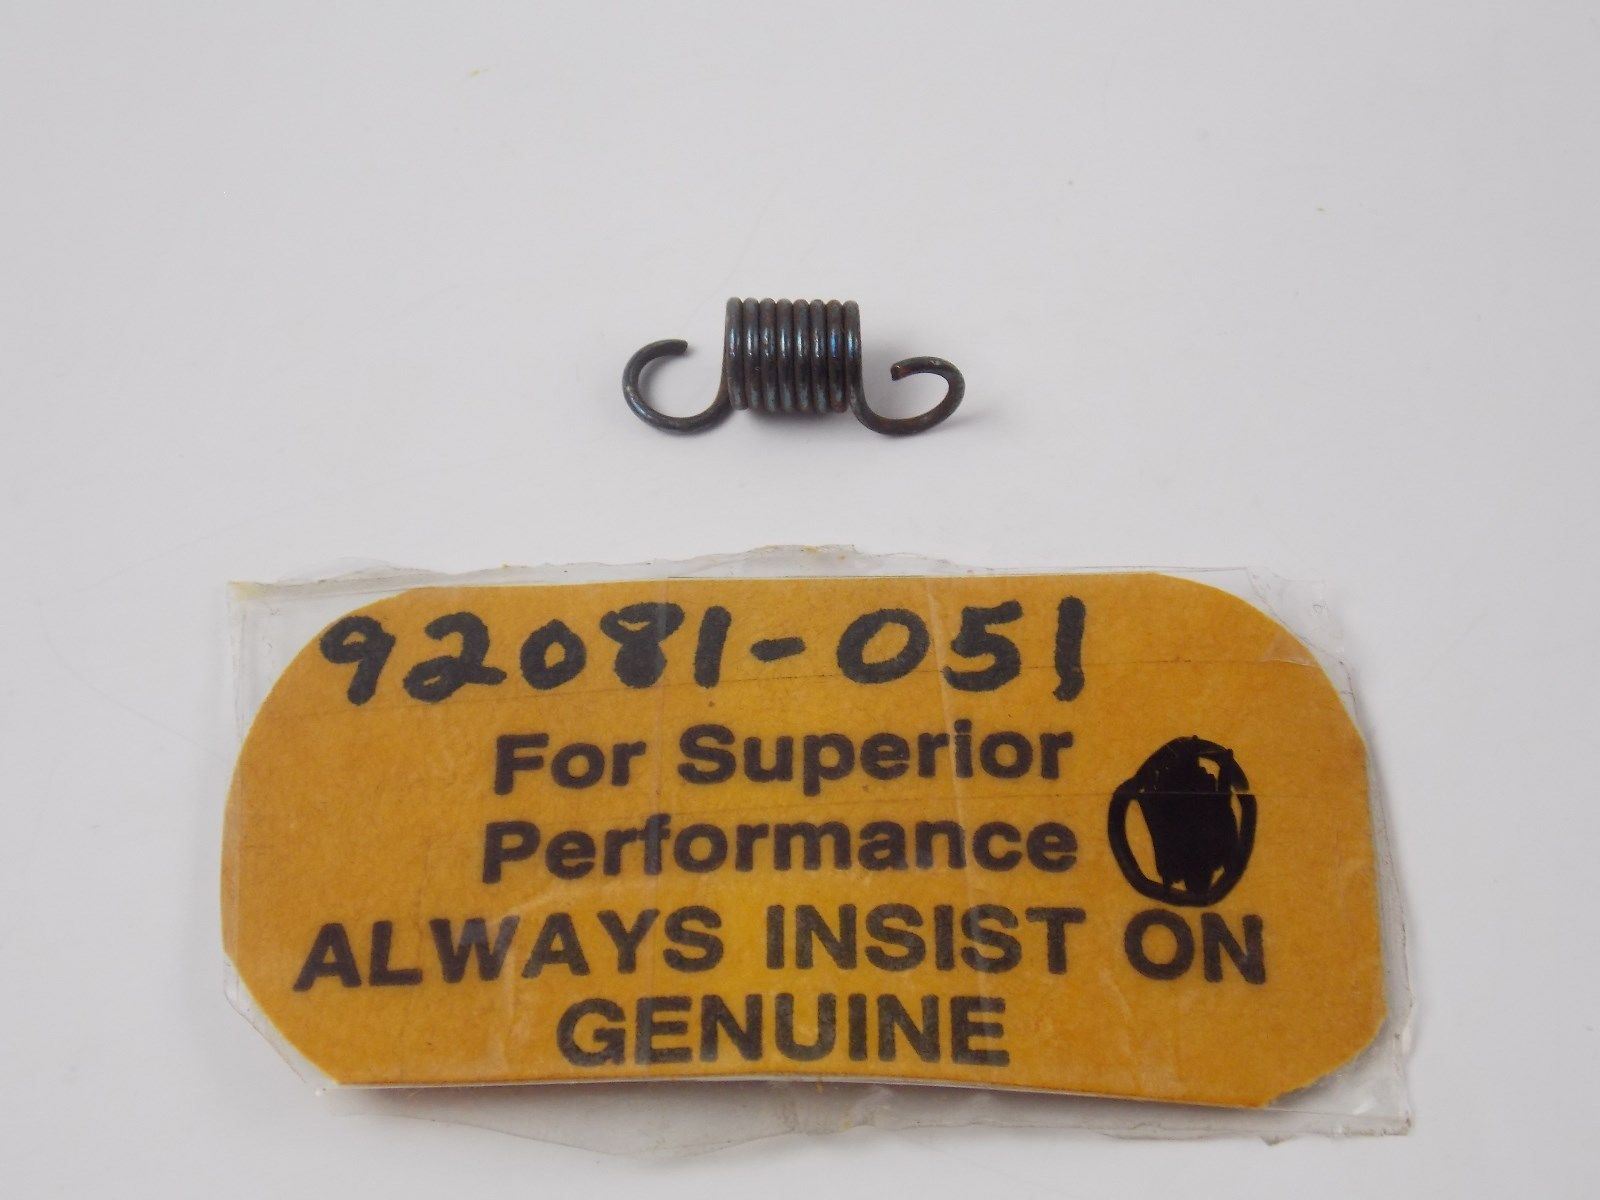 92081-051
For Superior
Performance
ALWAYS INSIST ON
GENUINE